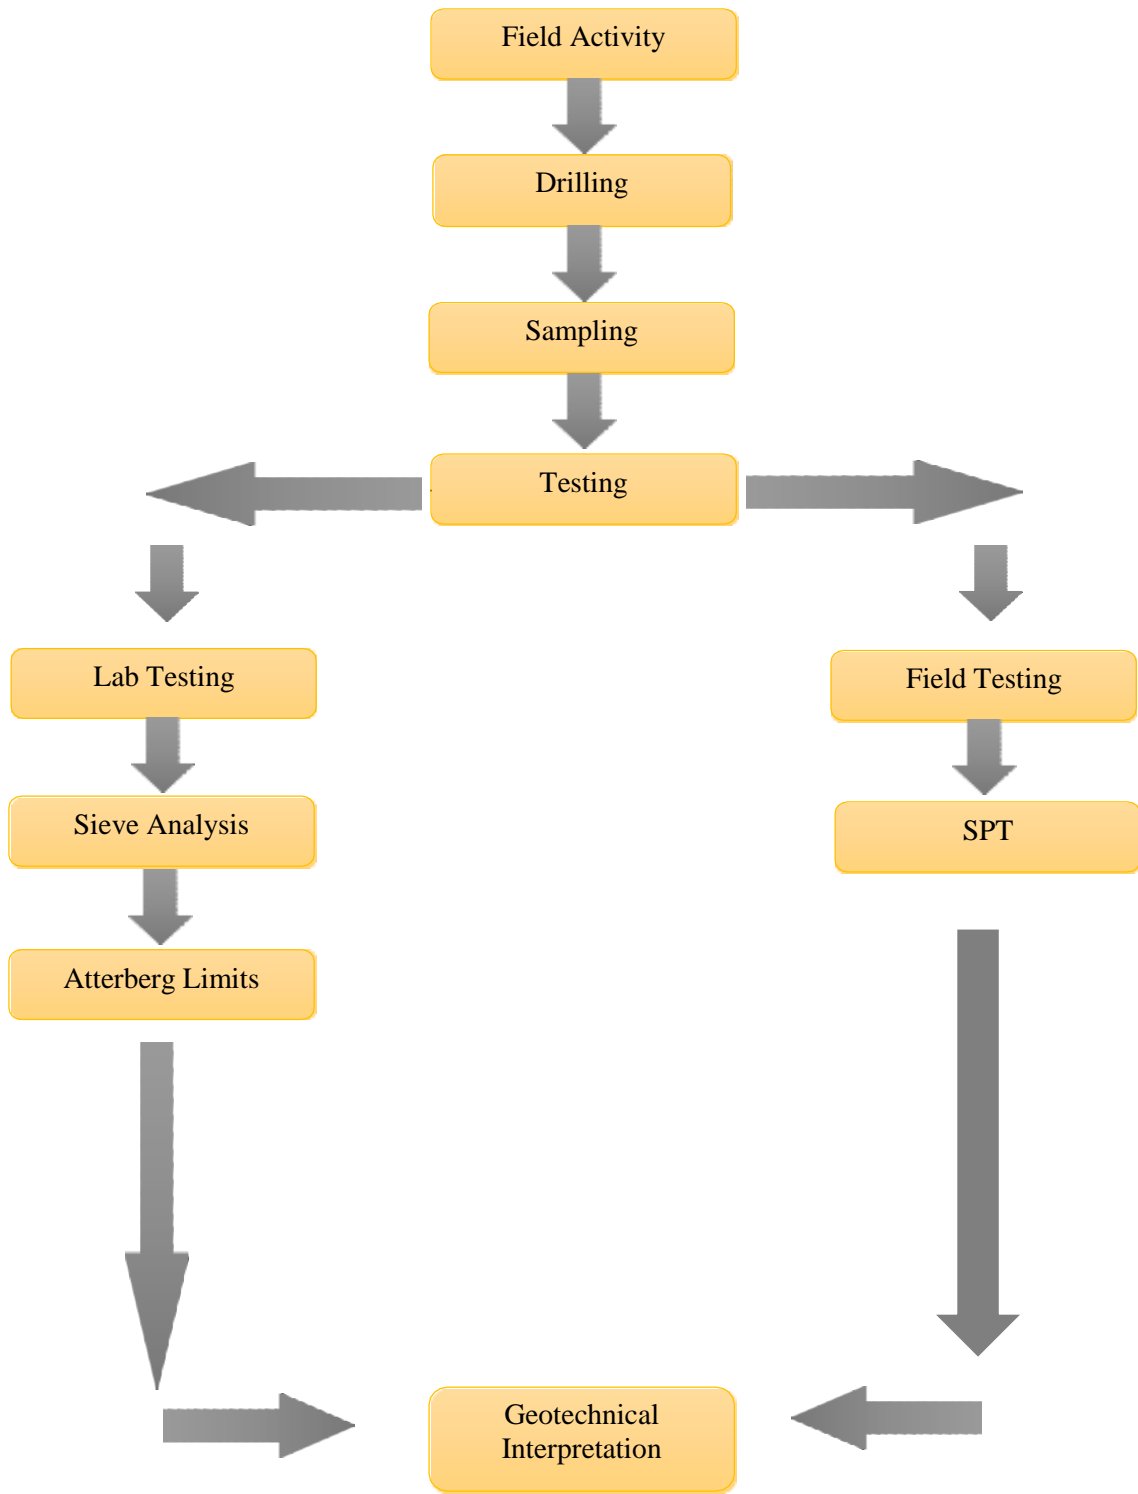 Field Activity
Drilling
Sampling
Testing
Lab Testing
Field Testing
Sieve Analysis
SPT
Atterberg Limits
Geotechnical
Interpretation